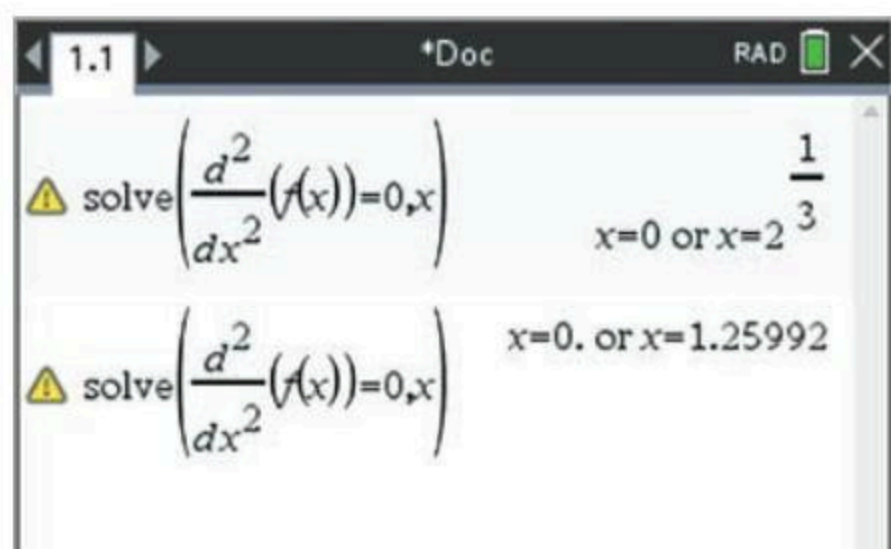 1.1 *Doc RAD
solve(d²/dx²(f(x))=0,x) x=0 or x=2^(1/3)
solve(d²/dx²(f(x))=0,x) x=0. or x=1.25992